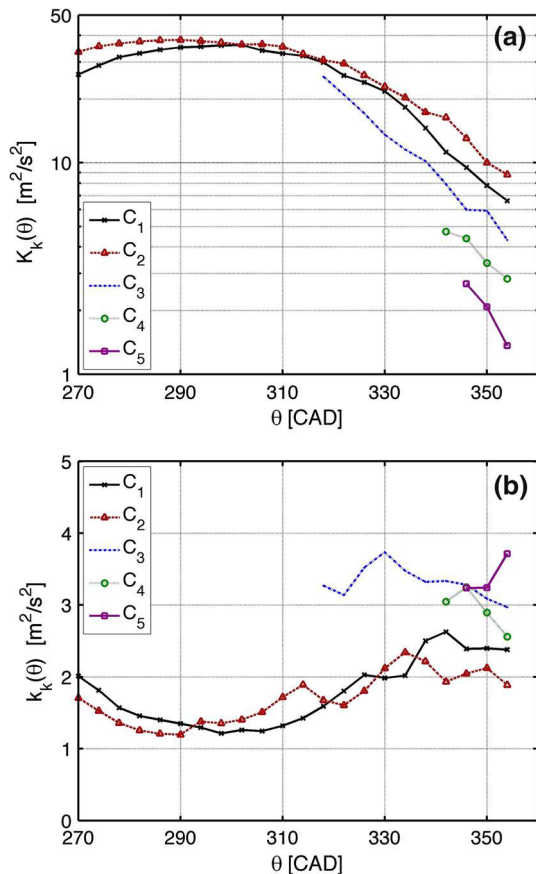 50
(a)
10
1
K_k(θ) [m²/s²]
C_1
C_2
C_3
C_4
C_5
270 290 310 330 350
θ [CAD]
5
(b)
4
3
2
1
0
k_k(θ) [m²/s²]
C_1
C_2
C_3
C_4
C_5
270 290 310 330 350
θ [CAD]